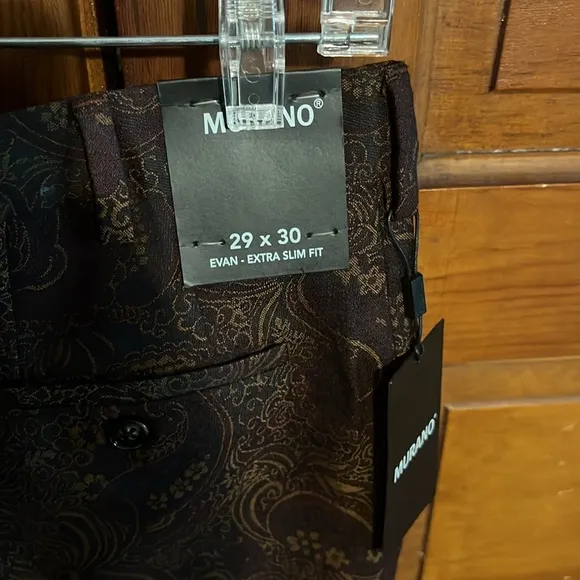 MURANO®
29 x 30
EVAN - EXTRA SLIM FIT
MURANO®